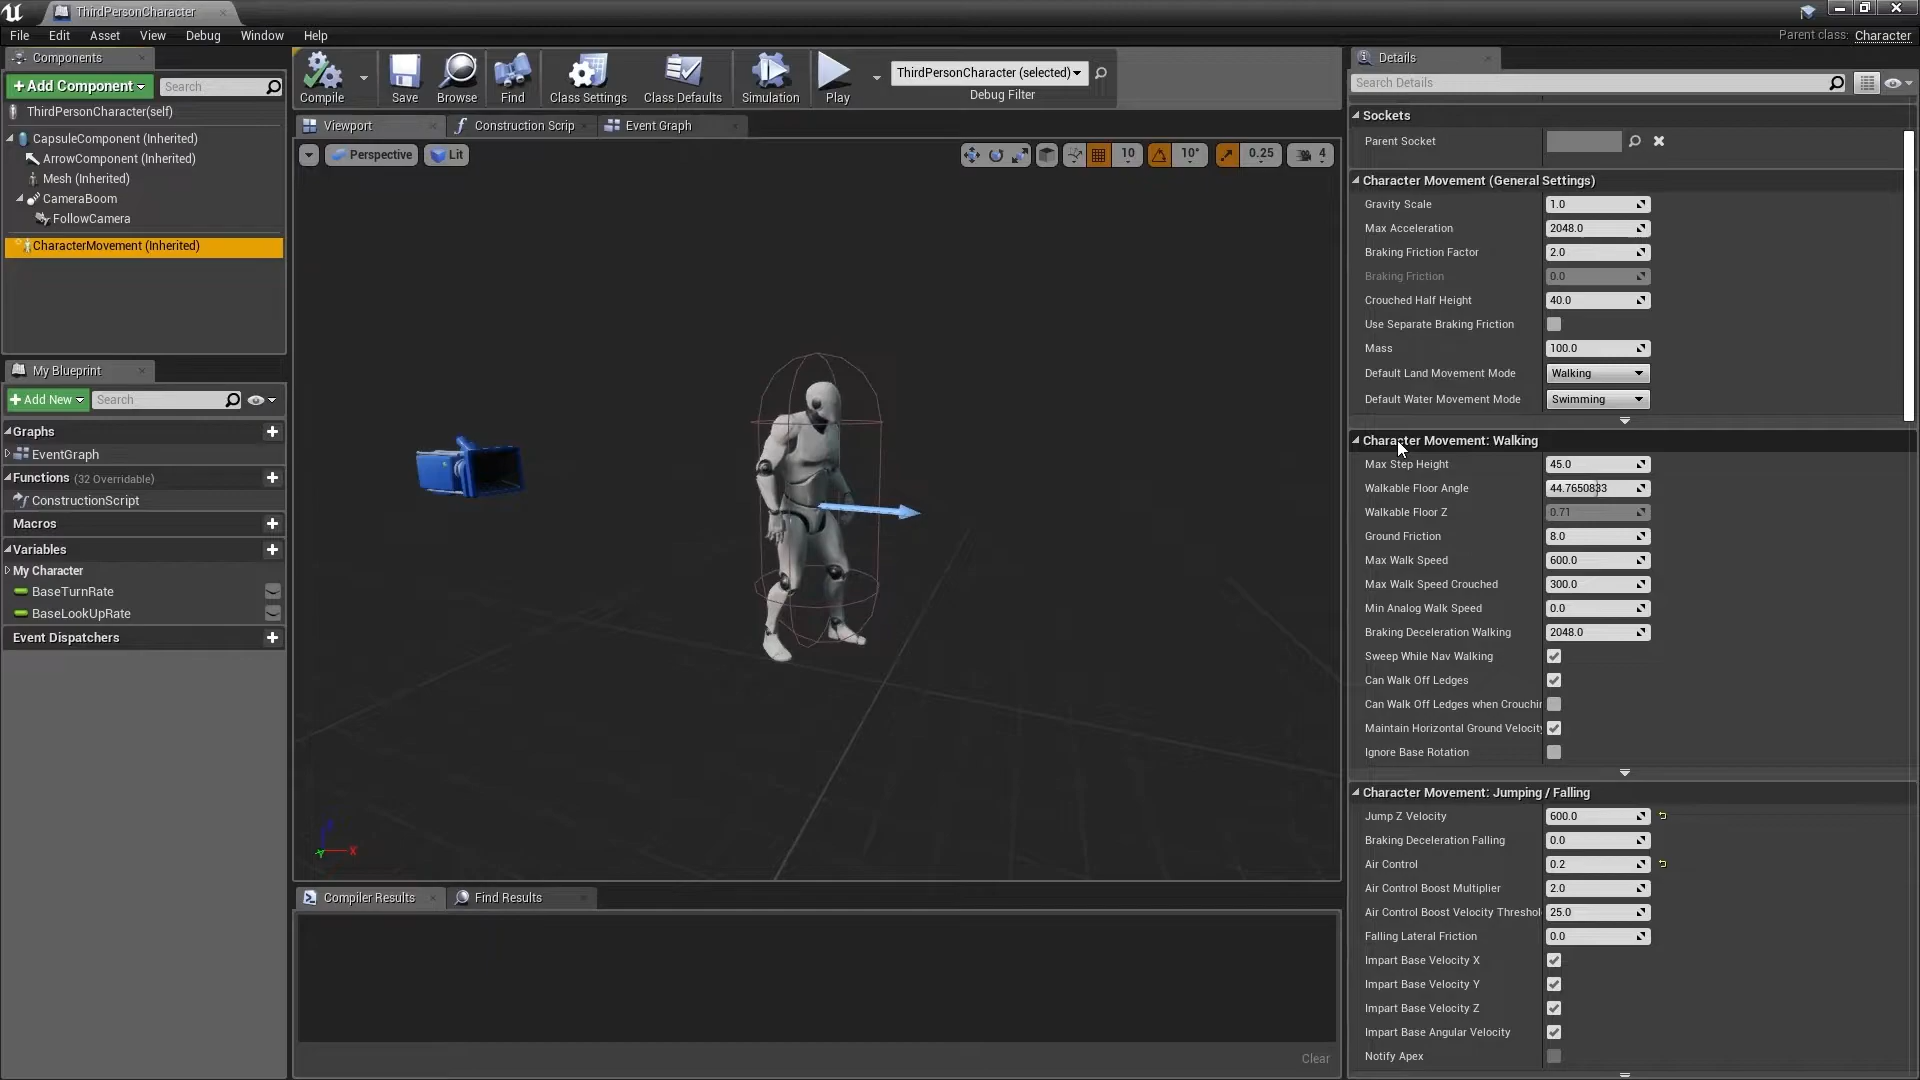 ThirdPersonCharacter
File Edit Asset View Debug Window Help
Parent class: Character
Components
+Add Component
Search
ThirdPersonCharacter(self)
CapsuleComponent (Inherited)
ArrowComponent (Inherited)
Mesh (Inherited)
CameraBoom
FollowCamera
CharacterMovement (Inherited)
My Blueprint
+Add New
Search
Graphs
EventGraph
Functions (32 Overridable)
ConstructionScript
Macros
Variables
My Character
BaseTurnRate
BaseLookUpRate
Event Dispatchers
Compile
Save
Browse
Find
Class Settings
Class Defaults
Simulation
Play
ThirdPersonCharacter (selected)
Debug Filter
Viewport
Construction Scrip
Event Graph
Perspective
Lit
10
10°
0.25
4
Z
X
Y
Compiler Results
Find Results
Clear
Details
Search Details
Sockets
Parent Socket
Character Movement (General Settings)
Gravity Scale 1.0
Max Acceleration 2048.0
Braking Friction Factor 2.0
Braking Friction 0.0
Crouched Half Height 40.0
Use Separate Braking Friction
Mass 100.0
Default Land Movement Mode Walking
Default Water Movement Mode Swimming
Character Movement: Walking
Max Step Height 45.0
Walkable Floor Angle 44.7650833
Walkable Floor Z 0.71
Ground Friction 8.0
Max Walk Speed 600.0
Max Walk Speed Crouched 300.0
Min Analog Walk Speed 0.0
Braking Deceleration Walking 2048.0
Sweep While Nav Walking
Can Walk Off Ledges
Can Walk Off Ledges when Crouchin
Maintain Horizontal Ground Velocity
Ignore Base Rotation
Character Movement: Jumping / Falling
Jump Z Velocity 600.0
Braking Deceleration Falling 0.0
Air Control 0.2
Air Control Boost Multiplier 2.0
Air Control Boost Velocity Threshol 25.0
Falling Lateral Friction 0.0
Impart Base Velocity X
Impart Base Velocity Y
Impart Base Velocity Z
Impart Base Angular Velocity
Notify Apex